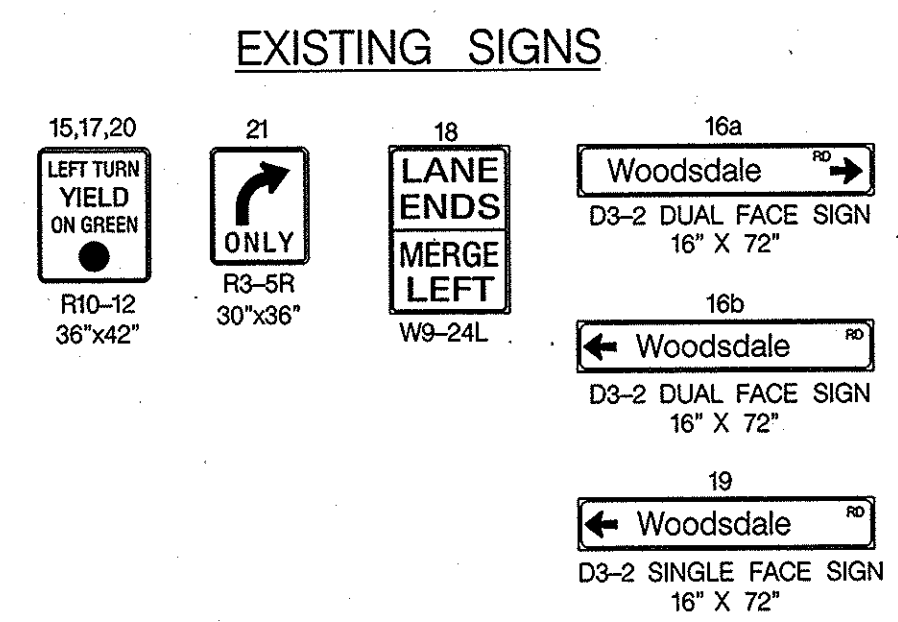 EXISTING SIGNS
15,17,20
LEFT TURN
YIELD
ON GREEN
R10-12
36"x42"
21
ONLY
R3-5R
30"x36"
18
LANE
ENDS
MERGE
LEFT
W9-24L
16a
Woodsdale RD
D3-2 DUAL FACE SIGN
16" X 72"
16b
Woodsdale RD
D3-2 DUAL FACE SIGN
16" X 72"
19
Woodsdale RD
D3-2 SINGLE FACE SIGN
16" X 72"